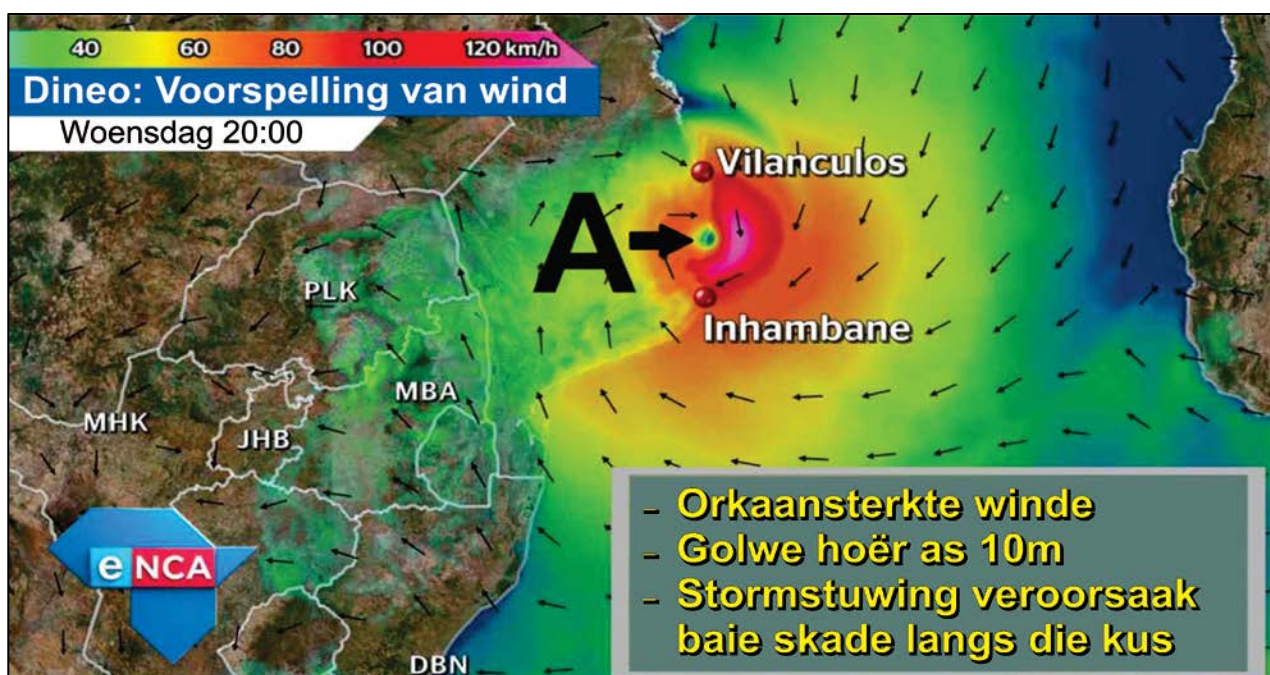 40 60 80 100 120 km/h
Dineo: Voorspelling van wind
Woensdag 20:00
Vilanculos
A
Inhambane
PLK
MBA
MHK
JHB
DBN
e NCA
- Orkaansterkte winde
- Golwe hoër as 10m
- Stormstuwing veroorsaak
baie skade langs die kus